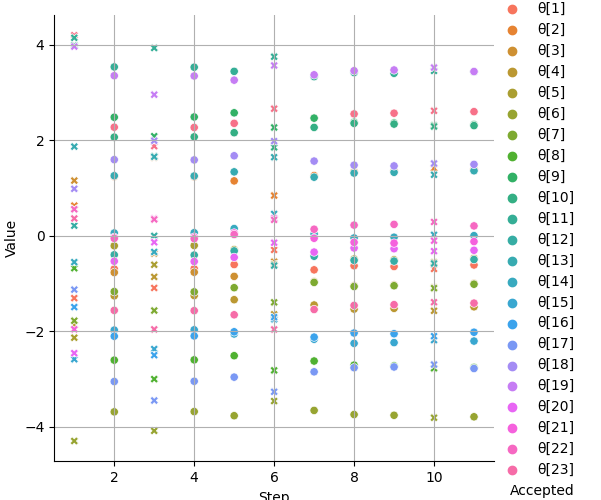 4
2
0
−2
−4
Value
2
4
6
8
10
Step
θ[1]
θ[2]
θ[3]
θ[4]
θ[5]
θ[6]
θ[7]
θ[8]
θ[9]
θ[10]
θ[11]
θ[12]
θ[13]
θ[14]
θ[15]
θ[16]
θ[17]
θ[18]
θ[19]
θ[20]
θ[21]
θ[22]
θ[23]
Accepted